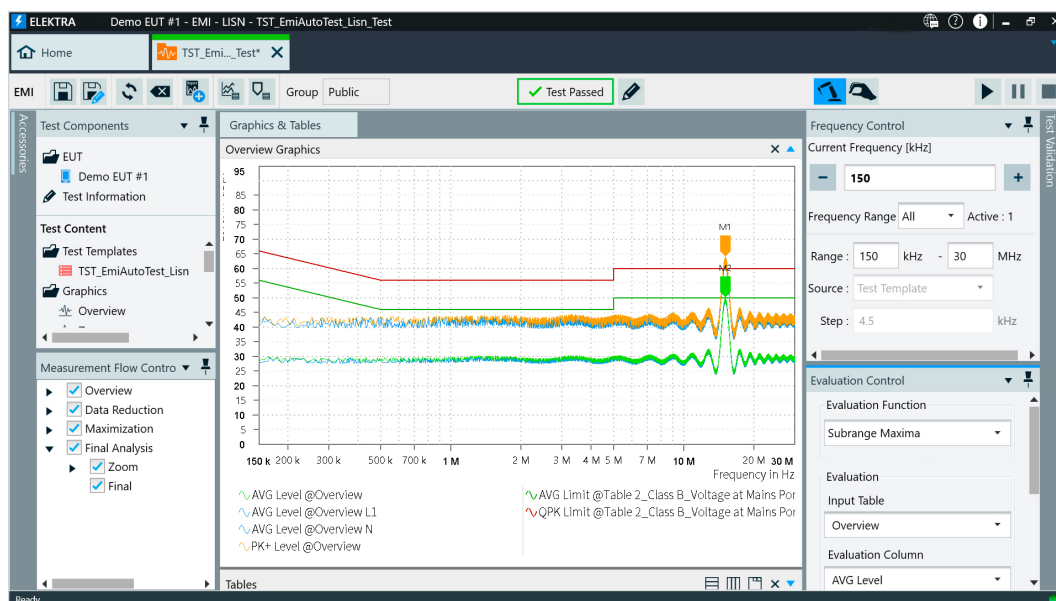 ELEKTRA Demo EUT #1 - EMI - LISN - TST_EmiAutoTest_Lisn_Test
Home
TST_Emi..._Test*
EMI
Group Public
Test Passed
Accessories
Test Components
EUT
Demo EUT #1
Test Information
Test Content
Test Templates
TST_EmiAutoTest_Lisn
Graphics
Overview
Measurement Flow Contro
Overview
Data Reduction
Maximization
Final Analysis
Zoom
Final
Graphics & Tables
Overview Graphics
95
85
80
75
70
65
60
55
50
45
40
35
30
25
20
15
10
5
0
M1
M2
150 k 200 k 300 k 500 k 700 k 1 M 2 M 3 M 4 M 5 M 7 M 10 M 20 M 30 M
Frequency in Hz
AVG Level @Overview
AVG Level @Overview L1
AVG Level @Overview N
PK+ Level @Overview
AVG Limit @Table 2_Class B_Voltage at Mains Por
QPK Limit @Table 2_Class B_Voltage at Mains Por
Tables
Frequency Control
Current Frequency [kHz]
150
Frequency Range All Active : 1
Range : 150 kHz - 30 MHz
Source : Test Template
Step : 4.5 kHz
Evaluation Control
Evaluation Function
Subrange Maxima
Evaluation
Input Table
Overview
Evaluation Column
AVG Level
Test Validation
Ready